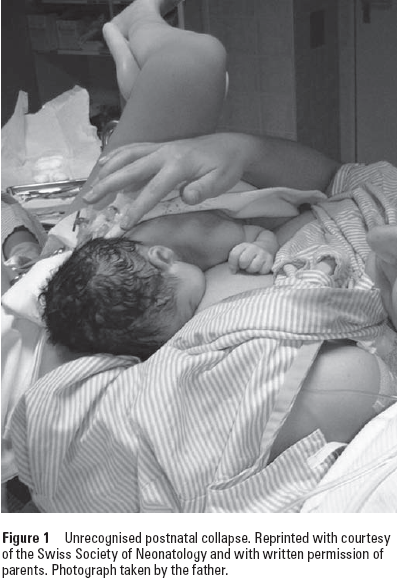 Figure 1 Unrecognised postnatal collapse. Reprinted with courtesy
of the Swiss Society of Neonatology and with written permission of
parents. Photograph taken by the father.